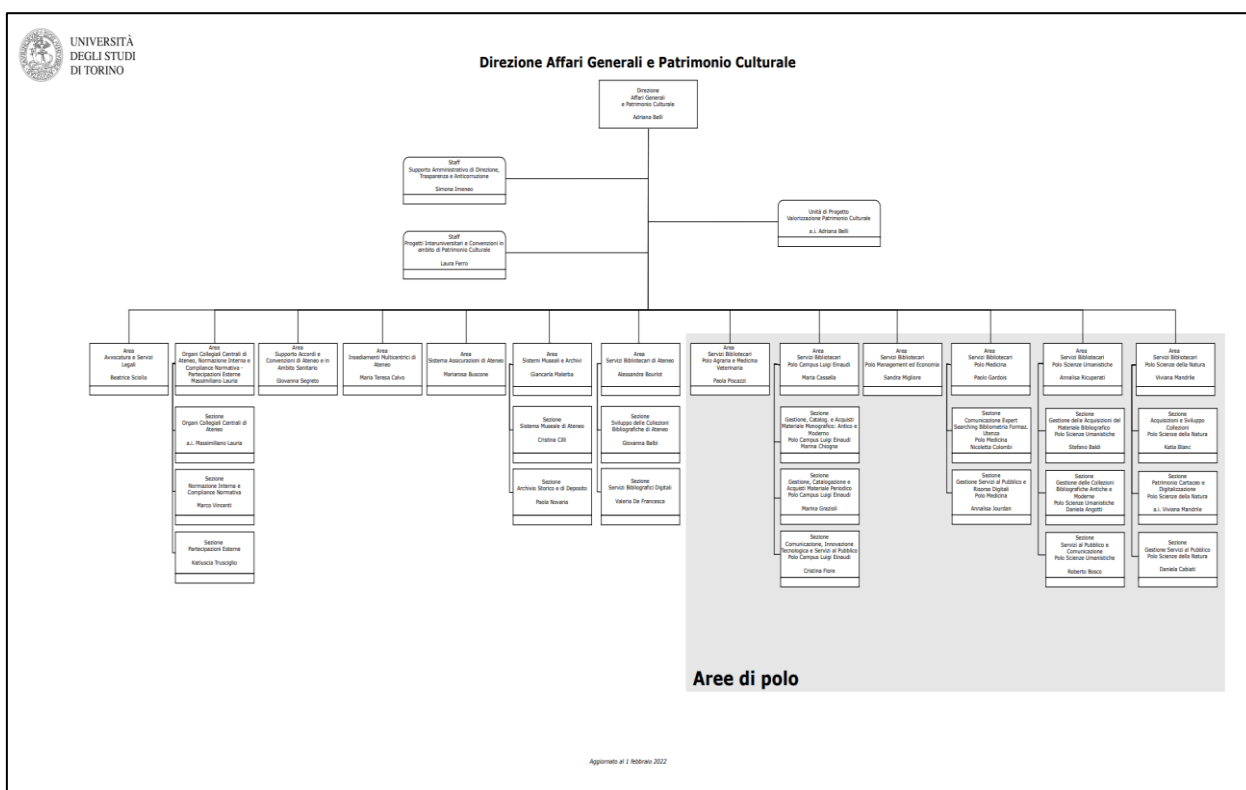 UNIVERSITÀ
DEGLI STUDI
DI TORINO
Direzione Affari Generali e Patrimonio Culturale
Direzione
Affari Generali
e Patrimonio Culturale
Adriana Belli
Staff
Supporto Amministrativo di Direzione,
Trasparenza e Anticorruzione
Simona Imeneo
Unità di Progetto
Valorizzazione Patrimonio Culturale
a.i. Adriana Belli
Staff
Progetti Interuniversitari e Convenzioni in
ambito di Patrimonio Culturale
Laura Ferro
Area
Avvocatura e Servizi
Legali
Beatrice Sciolla
Area
Organi Collegiali Centrali di
Ateneo, Normazione Interna e
Compliance Normativa -
Partecipazioni Esterne
Massimiliano Lauria
Area
Supporto Accordi e
Convenzioni di Ateneo e in
Ambito Sanitario
Giovanna Segreto
Area
Insediamenti Multicentrici di
Ateneo
Maria Teresa Calvo
Area
Sistema Assicurazioni di Ateneo
Mariarosa Buscone
Area
Sistemi Museali e Archivi
Giancarla Malerba
Area
Servizi Bibliotecari di Ateneo
Alessandra Bourlot
Area
Servizi Bibliotecari
Polo Agraria e Medicina
Veterinaria
Paola Piscazzi
Area
Servizi Bibliotecari
Polo Campus Luigi Einaudi
Maria Casselle
Area
Servizi Bibliotecari
Polo Management ed Economia
Sandra Migliore
Area
Servizi Bibliotecari
Polo Medicina
Paolo Gardois
Area
Servizi Bibliotecari
Polo Scienze Umanistiche
Annalisa Ricuperati
Area
Servizi Bibliotecari
Polo Scienze della Natura
Viviana Mandrile
Sezione
Organi Collegiali Centrali di
Ateneo
a.i. Massimiliano Lauria
Sezione
Sistema Museale di Ateneo
Cristina Cilli
Sezione
Sviluppo delle Collezioni
Bibliografiche di Ateneo
Giovanna Balbi
Sezione
Gestione, Catalog. e Acquisti
Materiale Monografico: Antico e
Moderno
Polo Campus Luigi Einaudi
Marina Chiogna
Sezione
Comunicazione Expert
Searching Bibliometria Formaz.
Utenza
Polo Medicina
Nicoletta Colombi
Sezione
Gestione delle Acquisizioni del
Materiale Bibliografico
Polo Scienze Umanistiche
Stefano Baldi
Sezione
Acquisizioni e Sviluppo
Collezioni
Polo Scienze della Natura
Katia Blanc
Sezione
Normazione Interna e
Compliance Normativa
Marco Vincenti
Sezione
Archivio Storico e di Deposito
Paola Novaria
Sezione
Servizi Bibliografici Digitali
Valeria De Francesca
Sezione
Gestione, Catalogazione e
Acquisti Materiale Periodico
Polo Campus Luigi Einaudi
Marina Grazioli
Sezione
Gestione Servizi al Pubblico e
Risorse Digitali
Polo Medicina
Annalisa Jourdan
Sezione
Gestione delle Collezioni
Bibliografiche Antiche e
Moderne
Polo Scienze Umanistiche
Daniela Angotti
Sezione
Patrimonio Cartaceo e
Digitalizzazione
Polo Scienze della Natura
a.i. Viviana Mandrile
Sezione
Partecipazioni Esterne
Katiuscia Trusciglio
Sezione
Comunicazione, Innovazione
Tecnologica e Servizi al Pubblico
Polo Campus Luigi Einaudi
Cristina Fiore
Sezione
Servizi al Pubblico e
Comunicazione
Polo Scienze Umanistiche
Roberto Bosco
Sezione
Gestione Servizi al Pubblico
Polo Scienze della Natura
Daniela Cabieti
Aree di polo
Aggiornato al 1 febbraio 2022